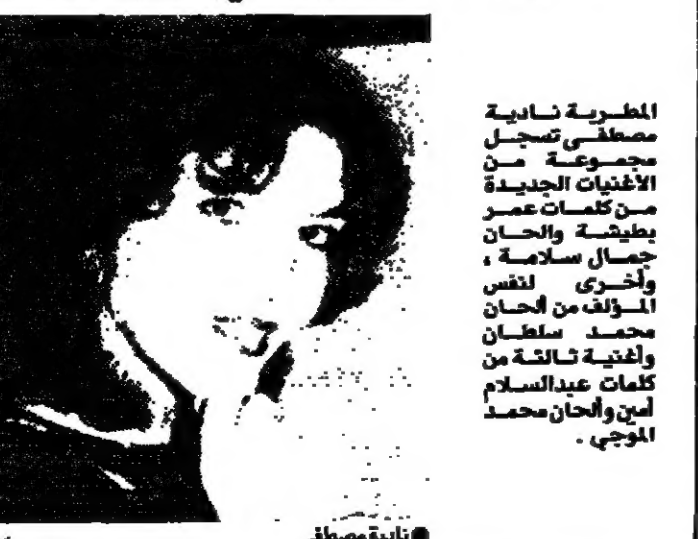 المطربة نادية
مصطفى تسجل
مجموعة من
الأغنيات الجديدة
من كلمات عمر
بطيشة والحان
جمال سلامة ،
وأخرى لنفس
المؤلف من ألحان
محمد سلطان
وأغنية ثالثة من
كلمات عبدالسلام
أمين وألحان محمد
الموجي .
نادية مصطفى